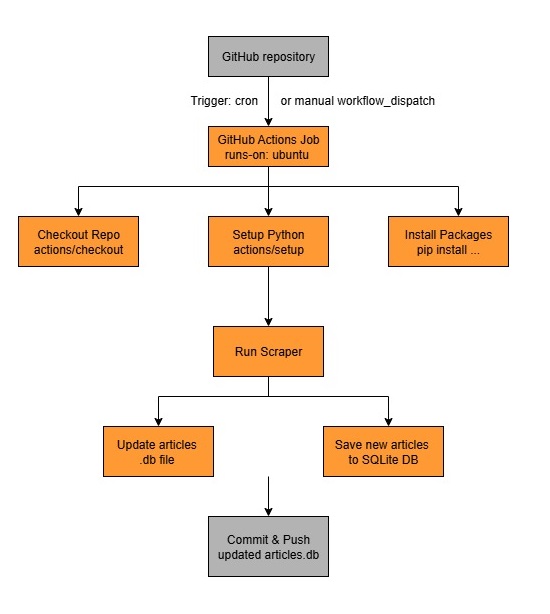 GitHub repository
Trigger: cron or manual workflow_dispatch
GitHub Actions Job
runs-on: ubuntu
Checkout Repo
actions/checkout
Setup Python
actions/setup
Install Packages
pip install ...
Run Scraper
Update articles
.db file
Save new articles
to SQLite DB
Commit & Push
updated articles.db